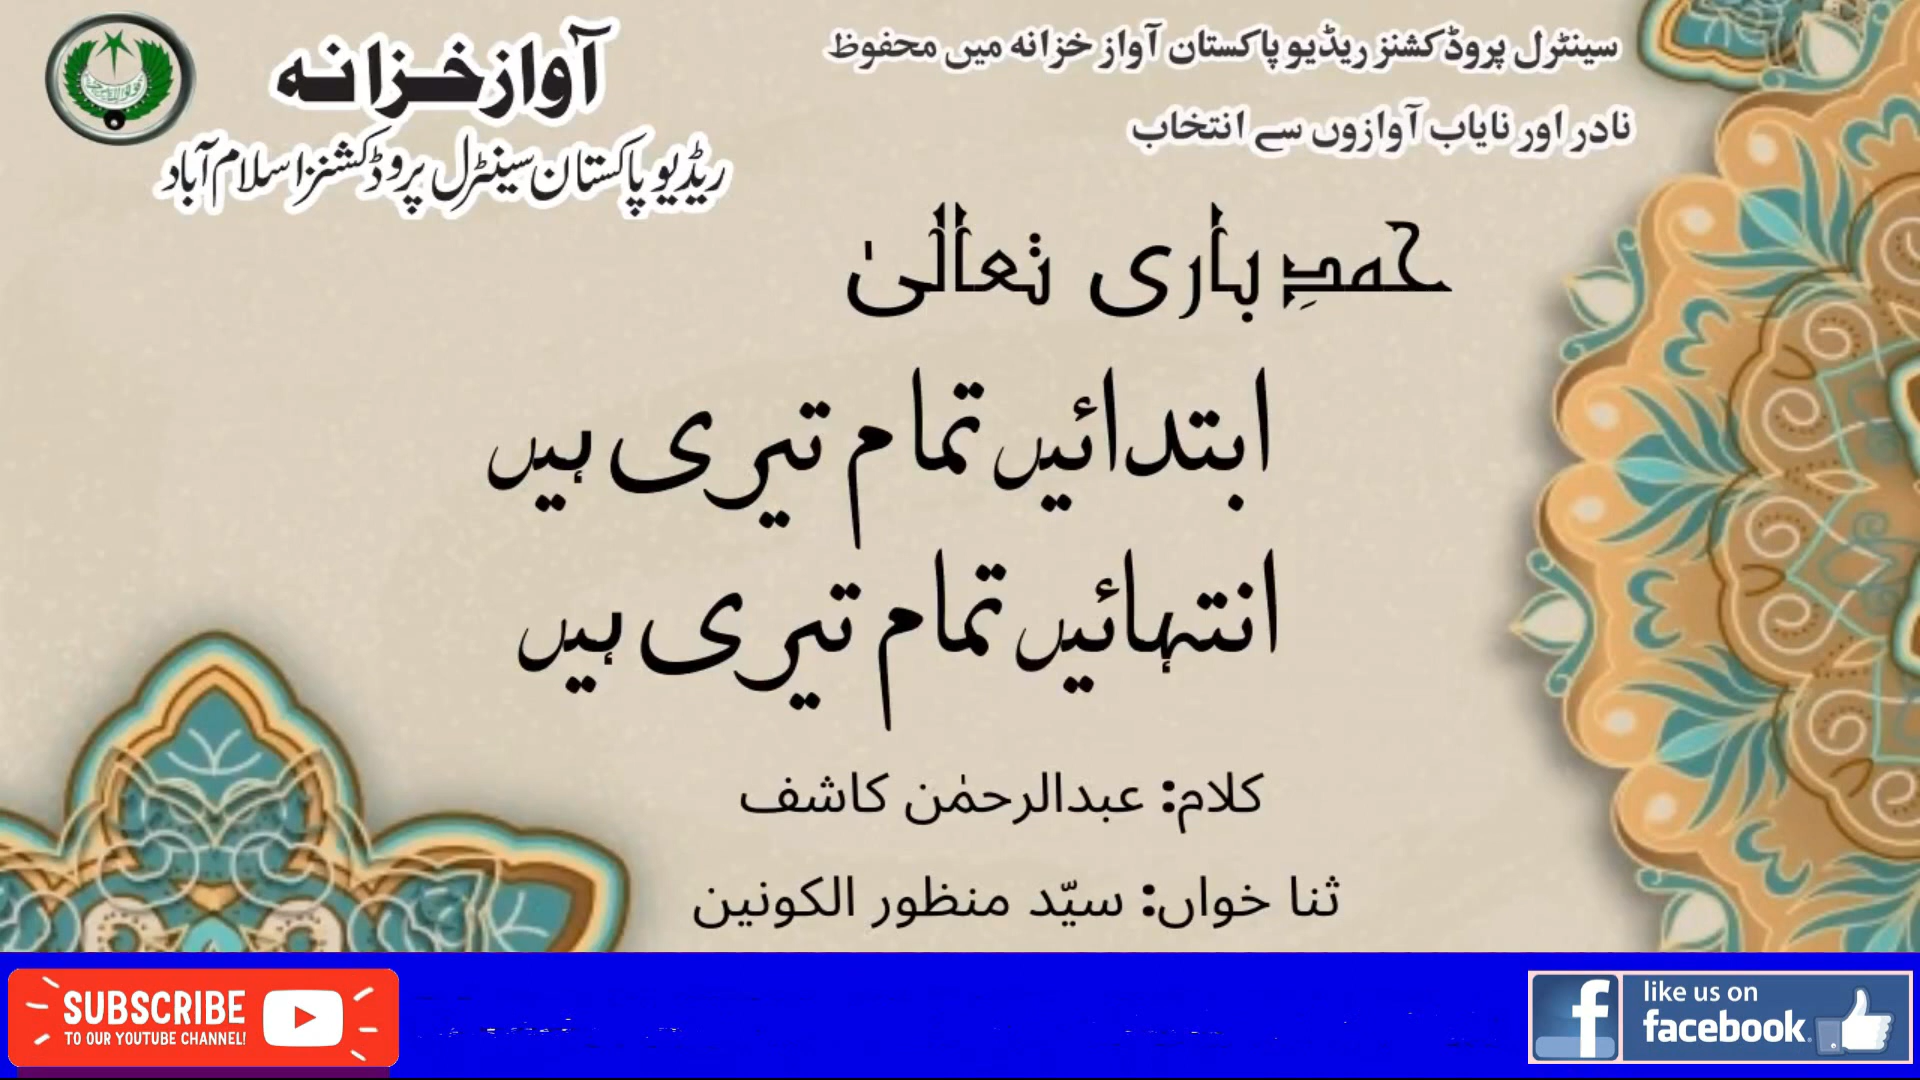 سینٹرل پروڈکشنز ریڈیو پاکستان آواز خزانہ میں محفوظ
نادر اور نایاب آوازوں سے انتخاب
آواز خزانہ
ریڈیو پاکستان سینٹرل پروڈکشنز اسلام آباد
حمدِ باری تعالیٰ
ابتدائیں تمام تیری ہیں
انتہائیں تمام تیری ہیں
کلام: عبدالرحمٰن کاشف
ثنا خواں: سیّد منظور الکونین
SUBSCRIBE
TO OUR YOUTUBE CHANNEL!
like us on
facebook